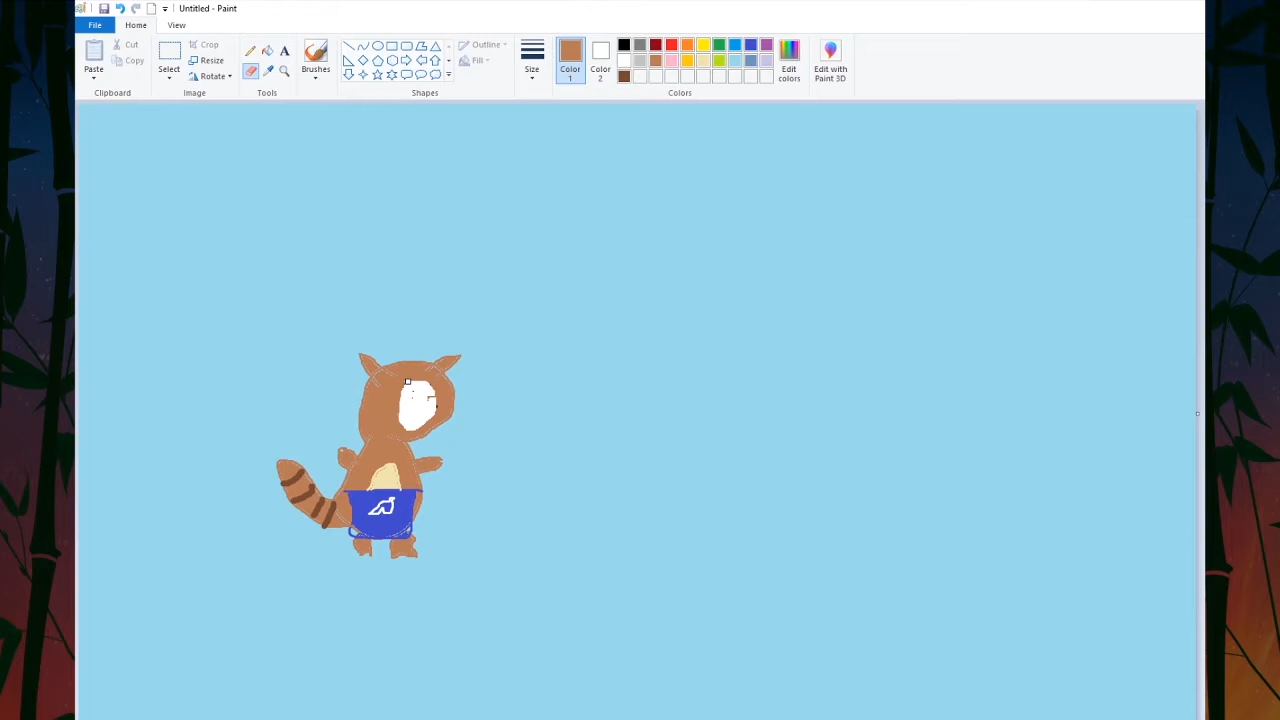 Untitled - Paint
File Home View
Paste
Cut
Copy
Clipboard
Select
Crop
Resize
Rotate
Image
Tools
Brushes
Outline
Fill
Shapes
Size
Color 1
Color 2
Edit colors
Colors
Edit with Paint 3D